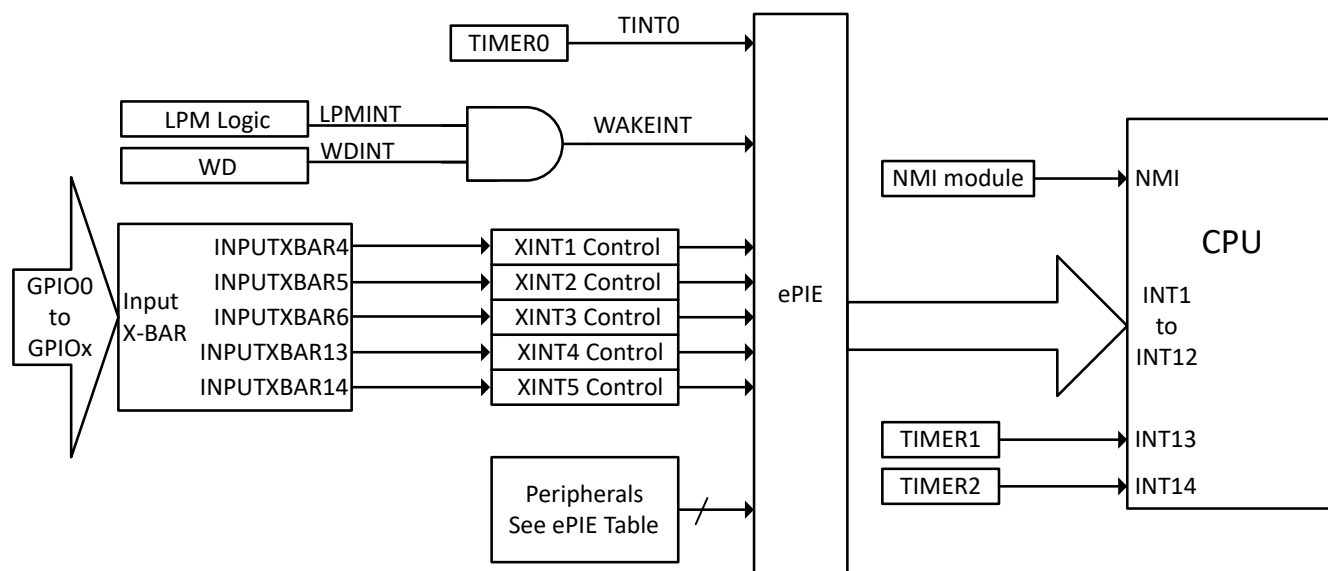 TIMER0
TINT0
LPM Logic
LPMINT
WD
WDINT
WAKEINT
GPIO0
to
GPIOx
Input
X-BAR
INPUTXBAR4
INPUTXBAR5
INPUTXBAR6
INPUTXBAR13
INPUTXBAR14
XINT1 Control
XINT2 Control
XINT3 Control
XINT4 Control
XINT5 Control
Peripherals
See ePIE Table
ePIE
NMI module
NMI
CPU
INT1
to
INT12
TIMER1
INT13
TIMER2
INT14